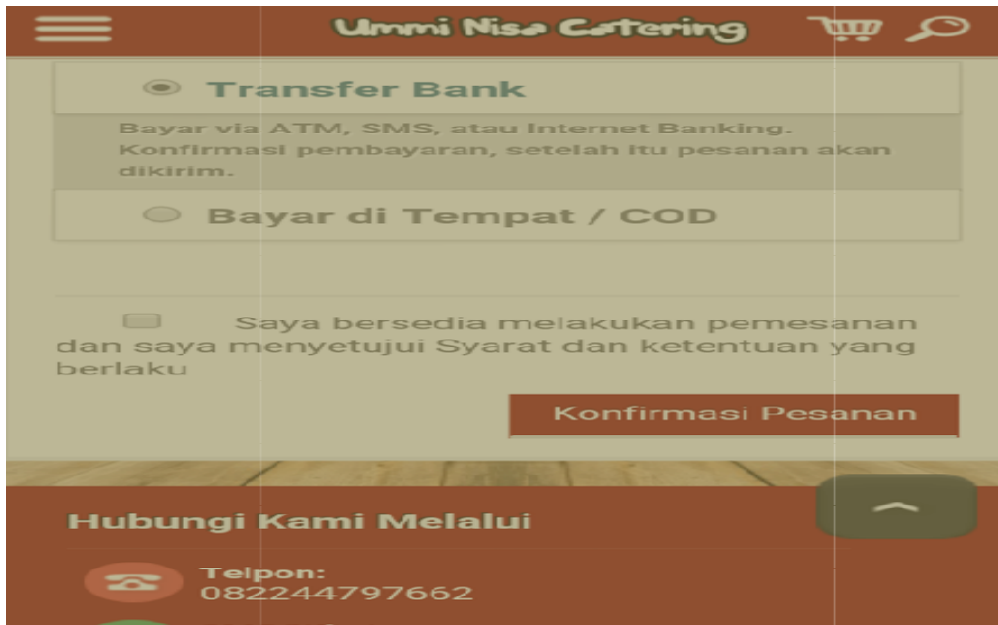 Ummi Nisa Catering
Transfer Bank
Bayar via ATM, SMS, atau Internet Banking.
Konfirmasi pembayaran, setelah itu pesanan akan
dikirim.
Bayar di Tempat / COD
Saya bersedia melakukan pemesanan
dan saya menyetujui Syarat dan ketentuan yang
berlaku
Konfirmasi Pesanan
Hubungi Kami Melalui
Telpon:
082244797662